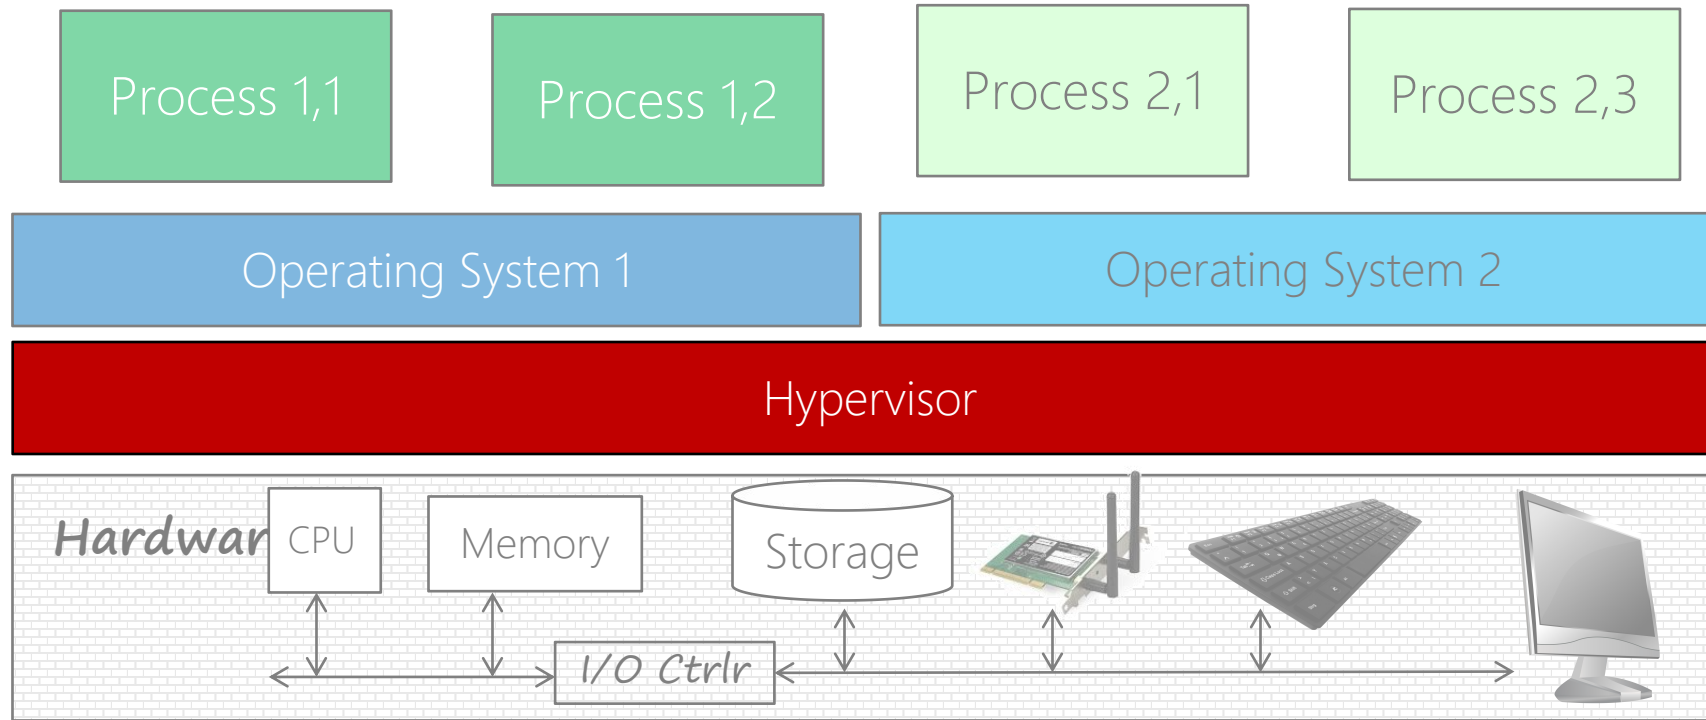 Process 1,1
Process 1,2
Process 2,1
Process 2,3
Operating System 1
Operating System 2
Hypervisor
Hardwar
CPU
Memory
Storage
I/O Ctrlr